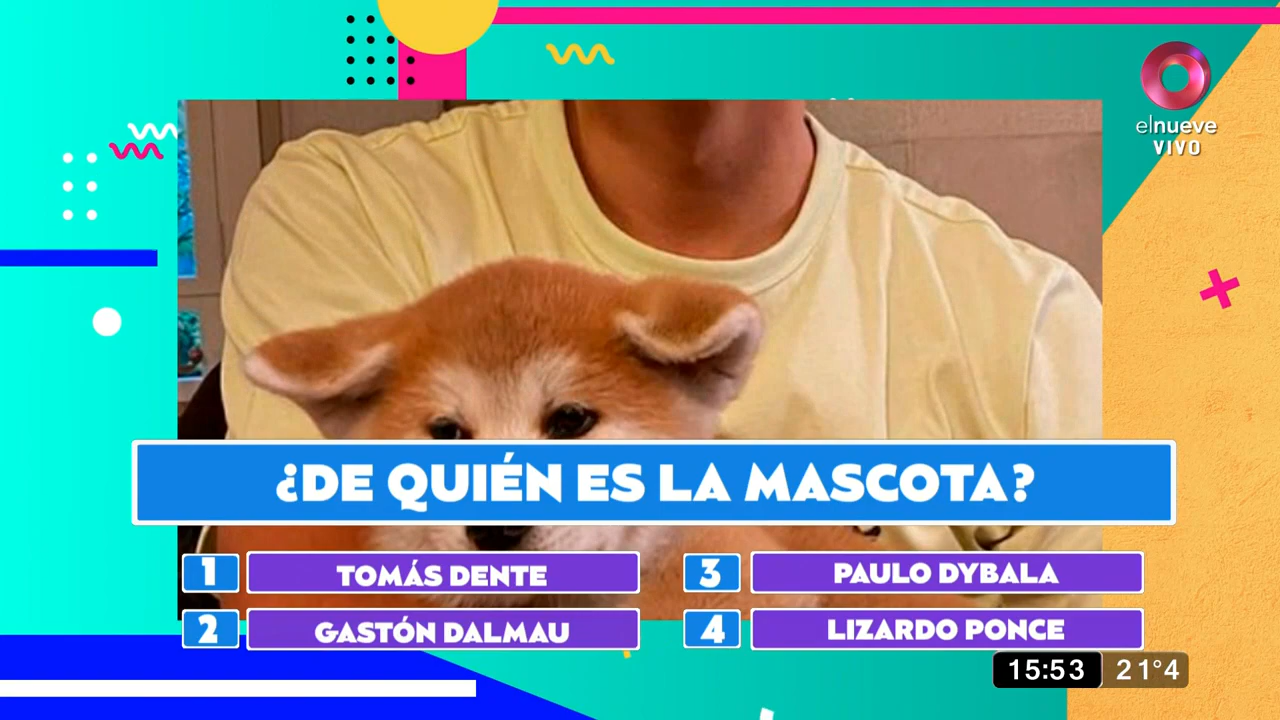 elnueve
VIVO
¿DE QUIÉN ES LA MASCOTA?
1 TOMÁS DENTE
2 GASTÓN DALMAU
3 PAULO DYBALA
4 LIZARDO PONCE
15:53 21°4